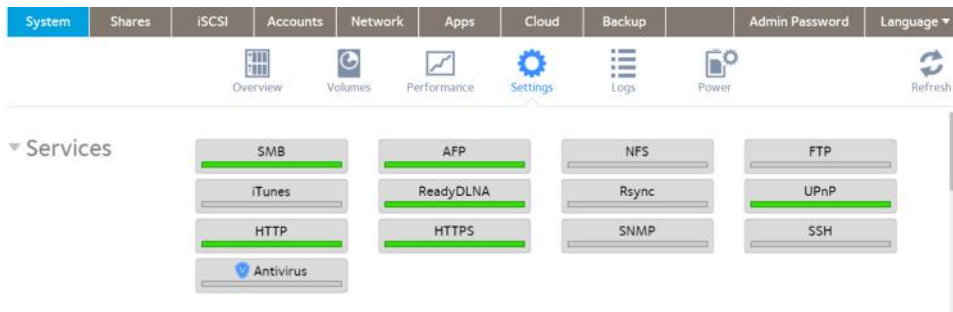 System Shares iSCSI Accounts Network Apps Cloud Backup Admin Password Language
Overview Volumes Performance Settings Logs Power Refresh
Services
SMB AFP NFS FTP
iTunes ReadyDLNA Rsync UPnP
HTTP HTTPS SNMP SSH
Antivirus